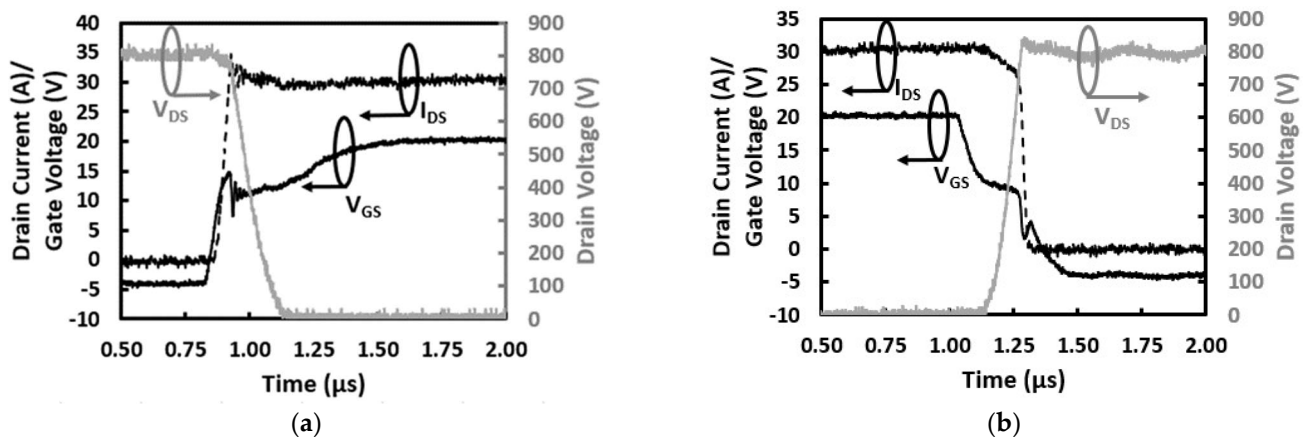 Drain Current (A)/
Gate Voltage (V)
40
35
30
25
20
15
10
5
0
-5
-10
V_DS
I_DS
V_GS
900
800
700
600
500
400
300
200
100
0
Drain Voltage (V)
0.50 0.75 1.00 1.25 1.50 1.75 2.00
Time (μs)
(a)
Drain Current (A)/
Gate Voltage (V)
35
30
25
20
15
10
5
0
-5
-10
I_DS
V_GS
V_DS
900
800
700
600
500
400
300
200
100
0
Drain Voltage (V)
0.50 0.75 1.00 1.25 1.50 1.75 2.00
Time (μs)
(b)